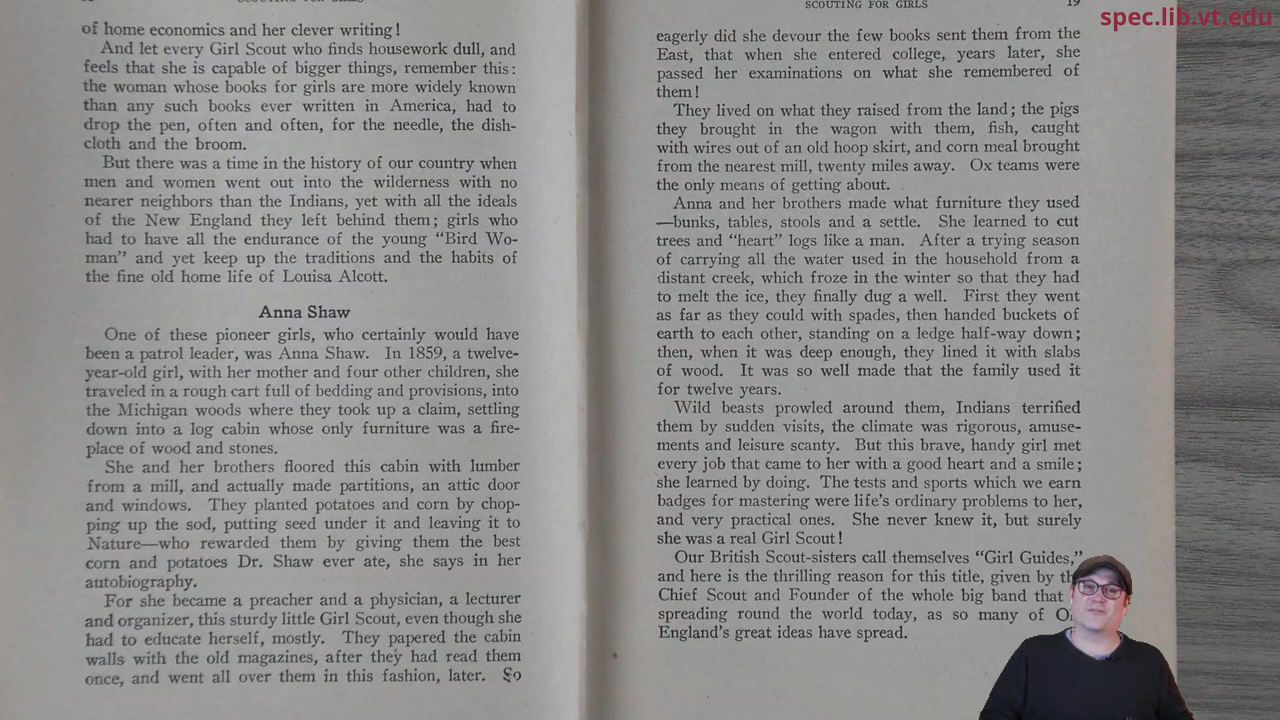 SCOUTING FOR GIRLS
of home economics and her clever writing!
And let every Girl Scout who finds housework dull, and
feels that she is capable of bigger things, remember this:
the woman whose books for girls are more widely known
than any such books ever written in America, had to
drop the pen, often and often, for the needle, the dish-
cloth and the broom.
But there was a time in the history of our country when
men and women went out into the wilderness with no
nearer neighbors than the Indians, yet with all the ideals
of the New England they left behind them; girls who
had to have all the endurance of the young “Bird Wo-
man” and yet keep up the traditions and the habits of
the fine old home life of Louisa Alcott.
Anna Shaw
One of these pioneer girls, who certainly would have
been a patrol leader, was Anna Shaw. In 1859, a twelve-
year-old girl, with her mother and four other children, she
traveled in a rough cart full of bedding and provisions, into
the Michigan woods where they took up a claim, settling
down into a log cabin whose only furniture was a fire-
place of wood and stones.
She and her brothers floored this cabin with lumber
from a mill, and actually made partitions, an attic door
and windows. They planted potatoes and corn by chop-
ping up the sod, putting seed under it and leaving it to
Nature—who rewarded them by giving them the best
corn and potatoes Dr. Shaw ever ate, she says in her
autobiography.
For she became a preacher and a physician, a lecturer
and organizer, this sturdy little Girl Scout, even though she
had to educate herself, mostly. They papered the cabin
walls with the old magazines, after they had read them
once, and went all over them in this fashion, later. So
SCOUTING FOR GIRLS 19
eagerly did she devour the few books sent them from the
East, that when she entered college, years later, she
passed her examinations on what she remembered of
them!
They lived on what they raised from the land; the pigs
they brought in the wagon with them, fish, caught
with wires out of an old hoop skirt, and corn meal brought
from the nearest mill, twenty miles away. Ox teams were
the only means of getting about.
Anna and her brothers made what furniture they used
—bunks, tables, stools and a settle. She learned to cut
trees and “heart” logs like a man. After a trying season
of carrying all the water used in the household from a
distant creek, which froze in the winter so that they had
to melt the ice, they finally dug a well. First they went
as far as they could with spades, then handed buckets of
earth to each other, standing on a ledge half-way down;
then, when it was deep enough, they lined it with slabs
of wood. It was so well made that the family used it
for twelve years.
Wild beasts prowled around them, Indians terrified
them by sudden visits, the climate was rigorous, amuse-
ments and leisure scanty. But this brave, handy girl met
every job that came to her with a good heart and a smile;
she learned by doing. The tests and sports which we earn
badges for mastering were life’s ordinary problems to her,
and very practical ones. She never knew it, but surely
she was a real Girl Scout!
Our British Scout-sisters call themselves “Girl Guides,”
and here is the thrilling reason for this title, given by
Chief Scout and Founder of the whole big band that
spreading round the world today, as so many of
England’s great ideas have spread.
spec.lib.vt.edu